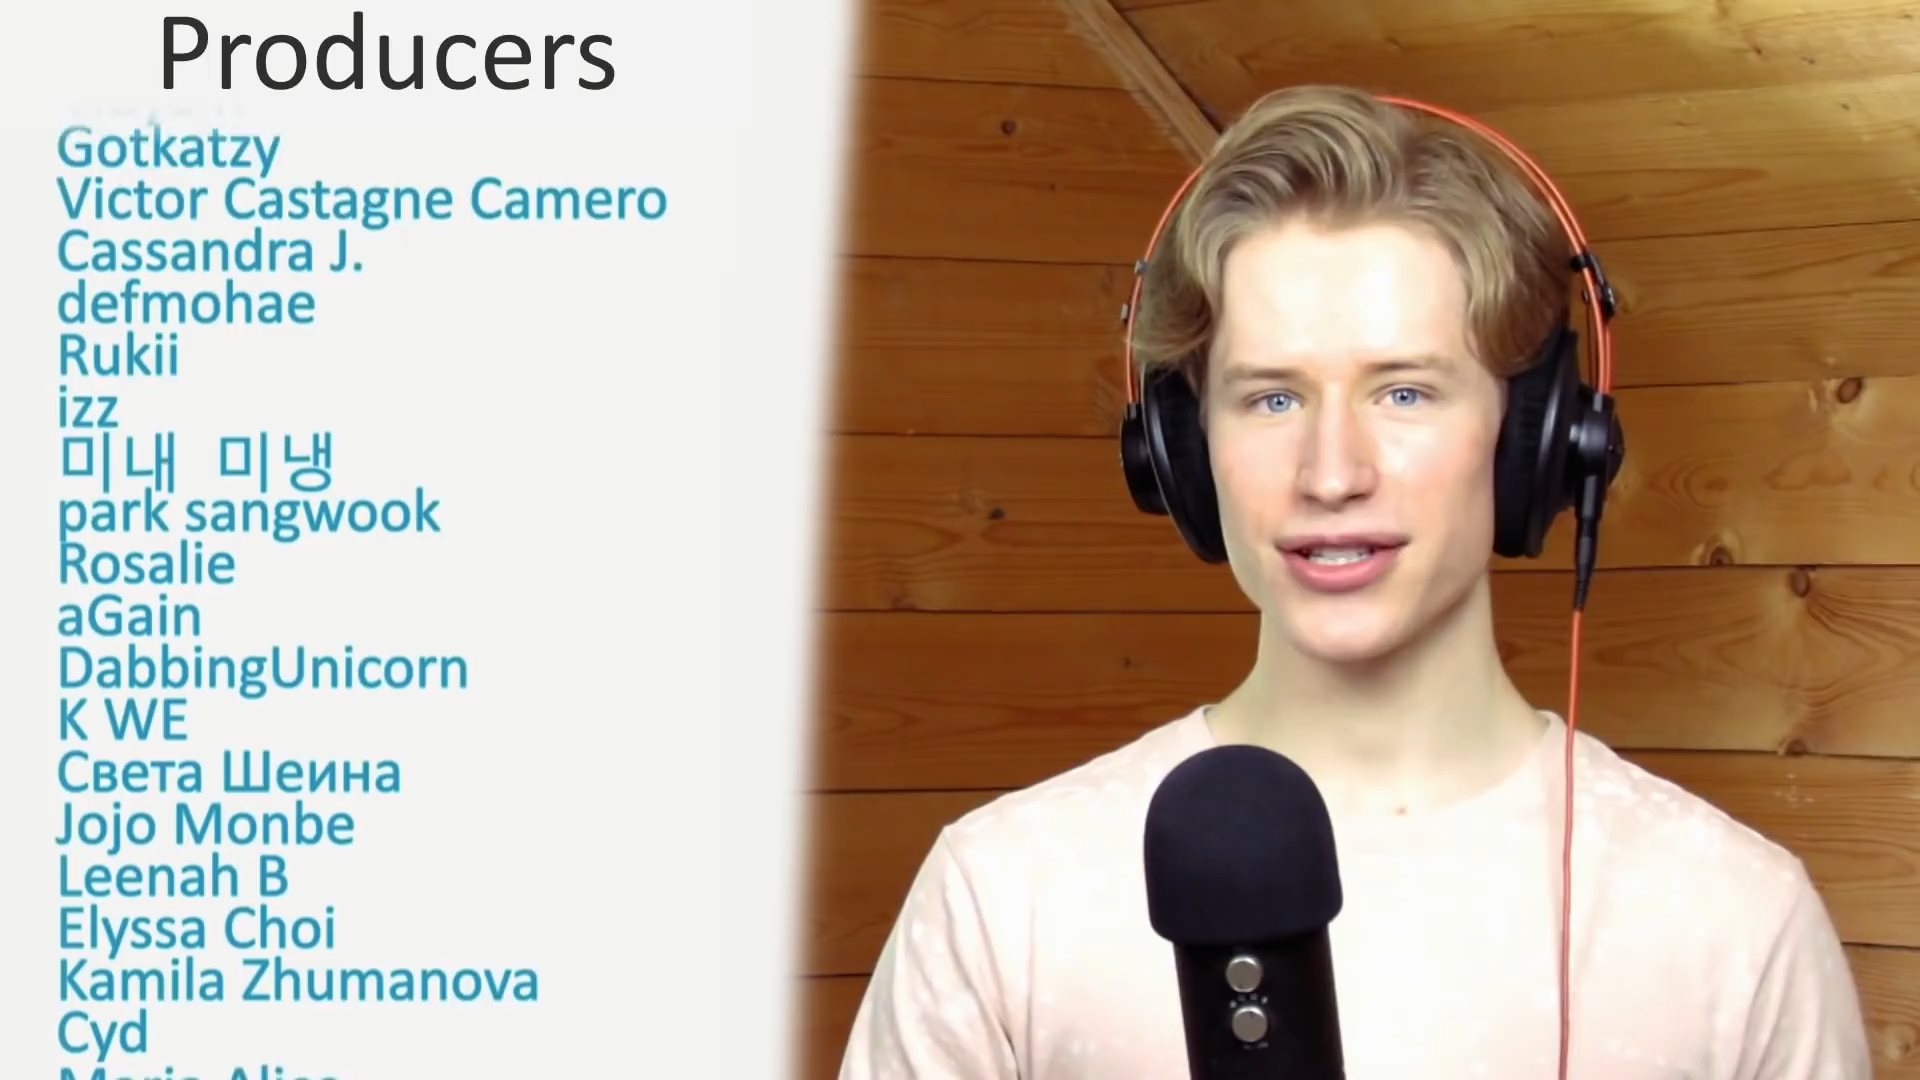 Producers
Gotkatzy
Victor Castagne Camero
Cassandra J.
defmohae
Rukii
izz
미내 미냉
park sangwook
Rosalie
aGain
DabbingUnicorn
K WE
Света Шеина
Jojo Monbe
Leenah B
Elyssa Choi
Kamila Zhumanova
Cyd